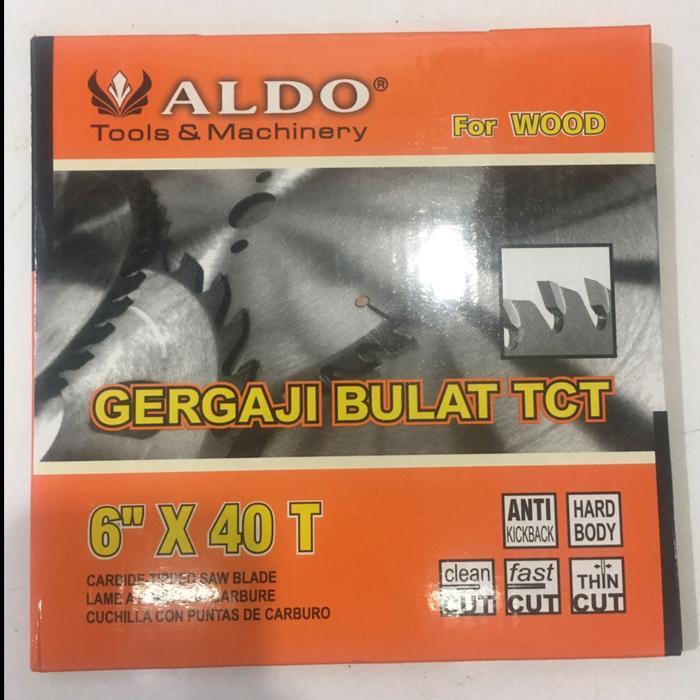 ALDO®
Tools & Machinery
For WOOD
GERGAJI BULAT TCT
6" X 40 T
ANTI
KICKBACK
HARD
BODY
CARBIDE TIPPED SAW BLADE
LAME A CARBURE
CUCHILLA CON PUNTAS DE CARBURO
clean
CUT
fast
CUT
THIN
CUT